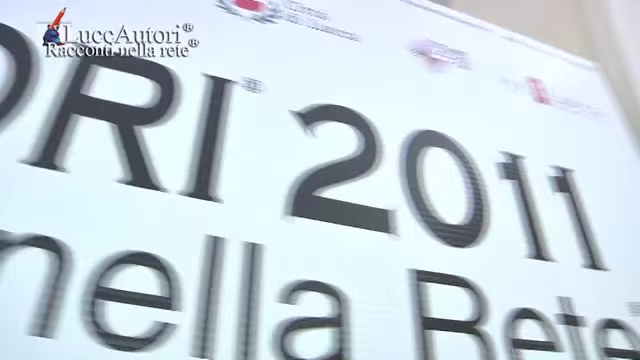 LuccAutori®
Racconti nella rete®
ORI® 2011
nella Rete